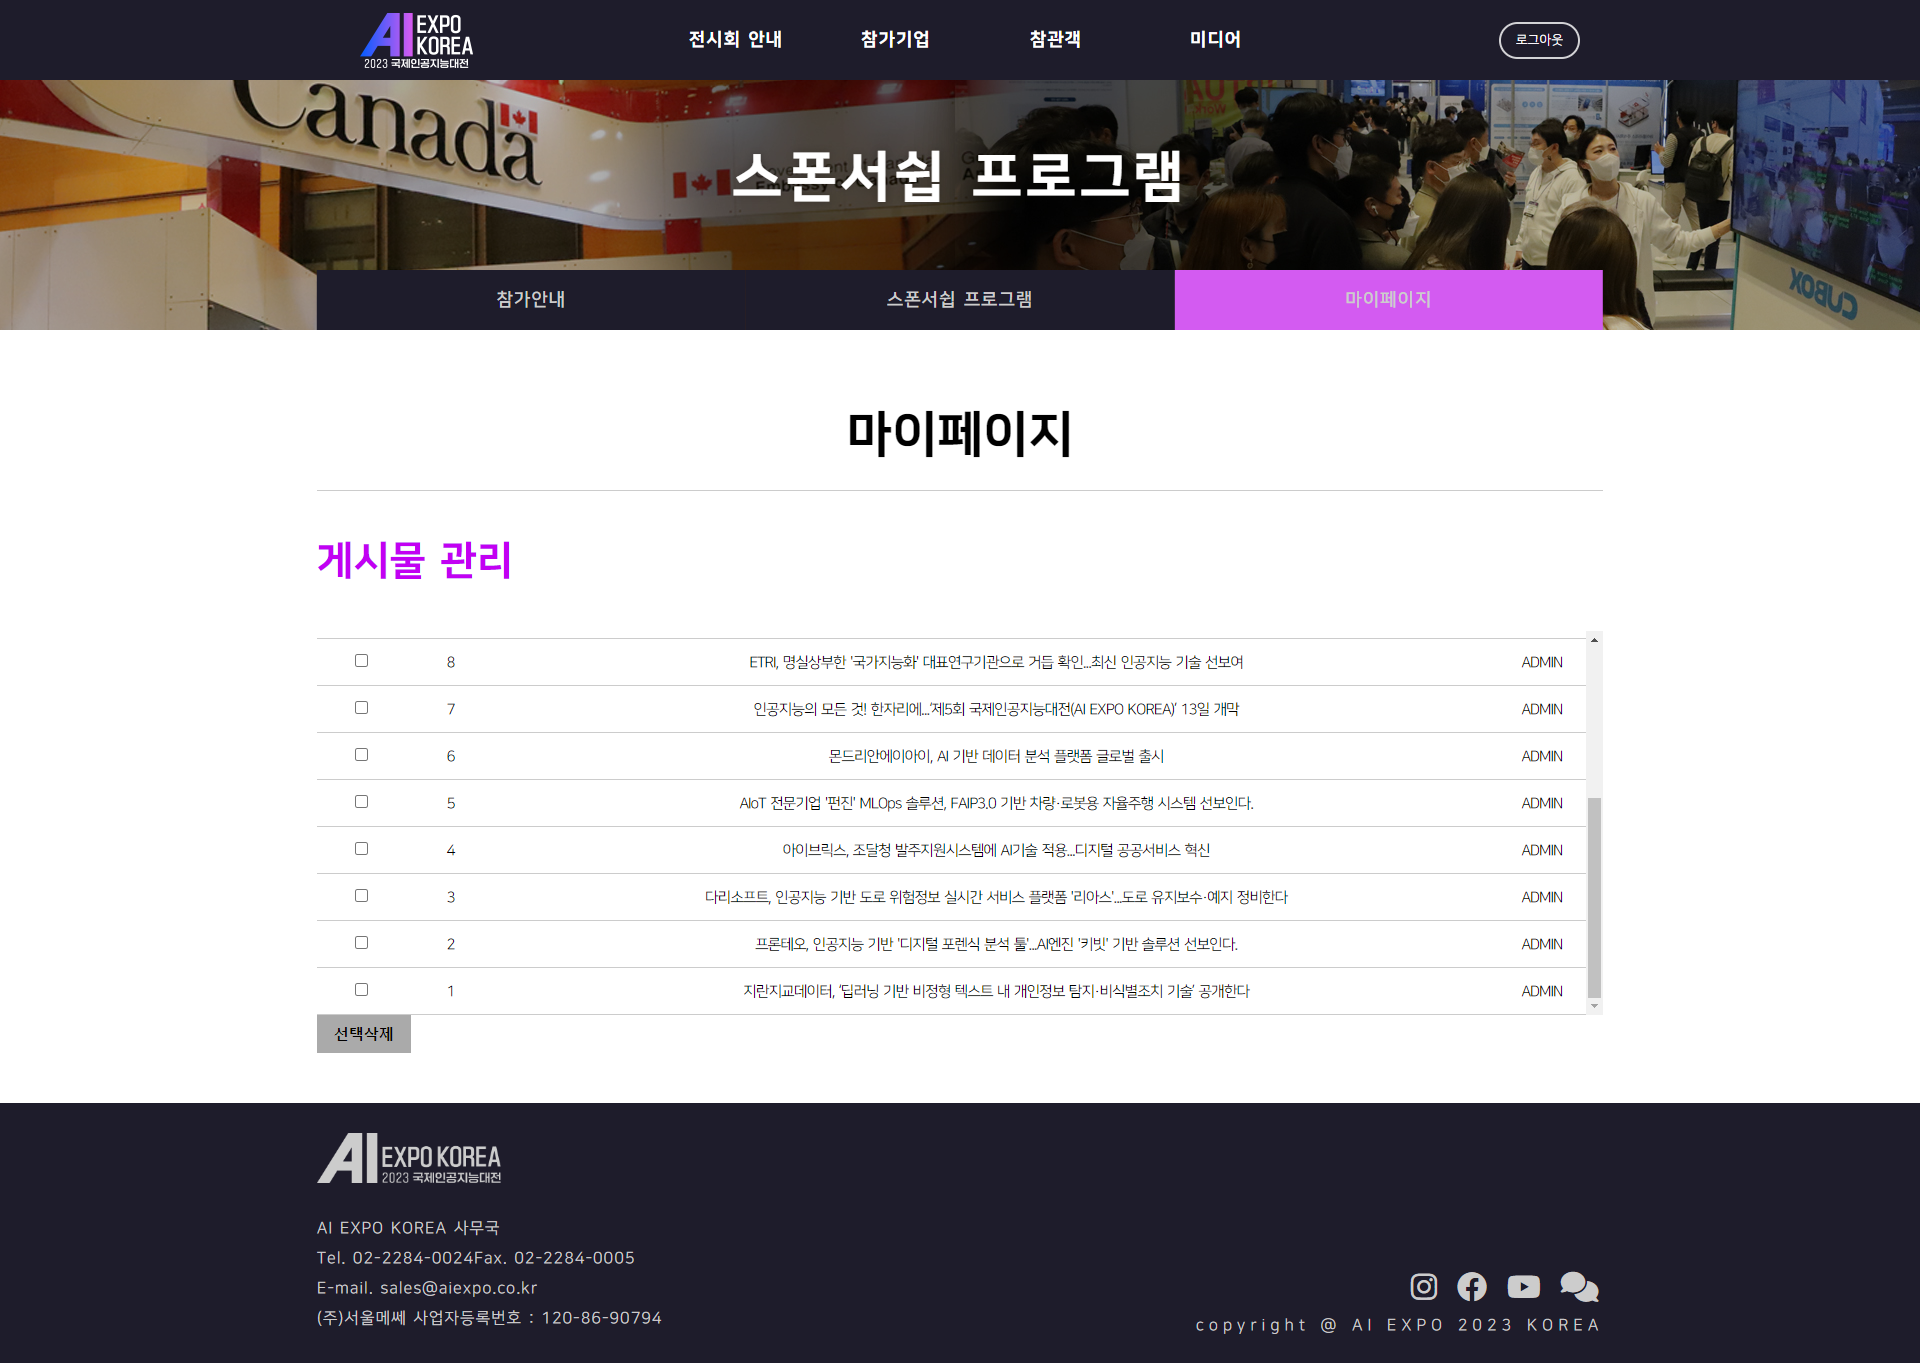 AI EXPO KOREA
2023 국제인공지능대전
전시회 안내
참가기업
참관객
미디어
로그아웃
Canada
스폰서쉽 프로그램
CUBOX
참가안내
스폰서쉽 프로그램
마이페이지
마이페이지
게시물 관리
8 ETRI, 명실상부한 '국가지능화' 대표연구기관으로 거듭 확인...최신 인공지능 기술 선보여 ADMIN
7 인공지능의 모든 것! 한자리에...‘제5회 국제인공지능대전(AI EXPO KOREA)’ 13일 개막 ADMIN
6 몬드리안에이아이, AI 기반 데이터 분석 플랫폼 글로벌 출시 ADMIN
5 AIoT 전문기업 '펀진' MLOps 솔루션, FAIP3.0 기반 차량·로봇용 자율주행 시스템 선보인다. ADMIN
4 아이브릭스, 조달청 발주지원시스템에 AI기술 적용...디지털 공공서비스 혁신 ADMIN
3 다리소프트, 인공지능 기반 도로 위험정보 실시간 서비스 플랫폼 '리아스'...도로 유지보수·예지 정비한다 ADMIN
2 프론테오, 인공지능 기반 '디지털 포렌식 분석 툴'...AI엔진 '키빗' 기반 솔루션 선보인다. ADMIN
1 지란지교데이터, ‘딥러닝 기반 비정형 텍스트 내 개인정보 탐지·비식별조치 기술’ 공개한다 ADMIN
선택삭제
AI EXPO KOREA
2023 국제인공지능대전
AI EXPO KOREA 사무국
Tel. 02-2284-0024Fax. 02-2284-0005
E-mail. sales@aiexpo.co.kr
(주)서울메쎄 사업자등록번호 : 120-86-90794
copyright @ AI EXPO 2023 KOREA